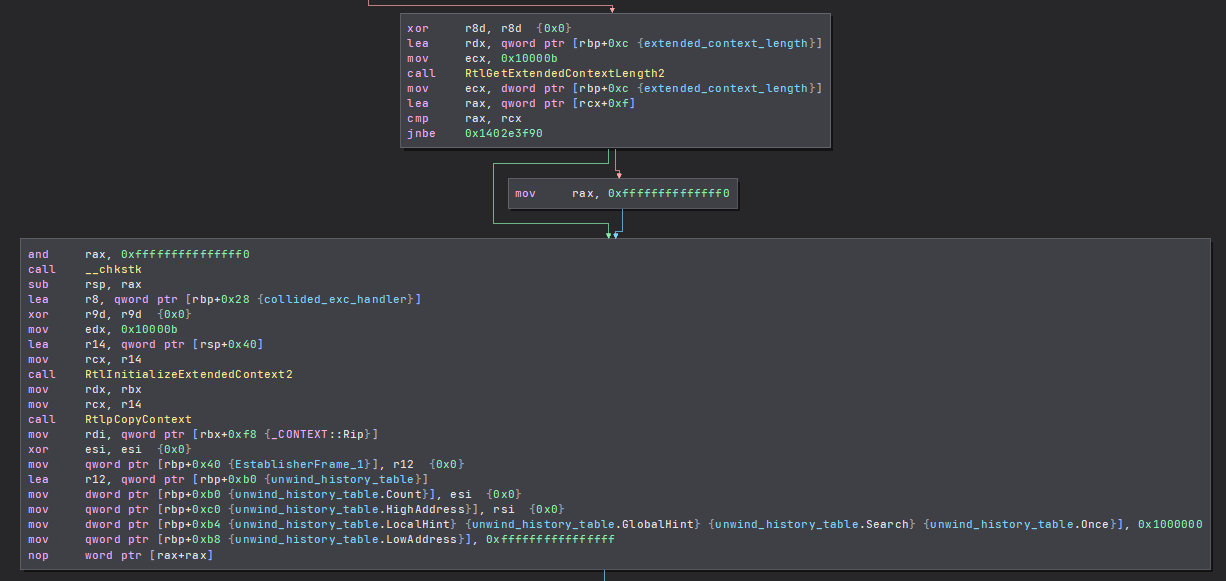 xor r8d, r8d {0x0}
lea rdx, qword ptr [rbp+0xc {extended_context_length}]
mov ecx, 0x10000b
call RtlGetExtendedContextLength2
mov ecx, dword ptr [rbp+0xc {extended_context_length}]
lea rax, qword ptr [rcx+0xf]
cmp rax, rcx
jnbe 0x1402e3f90
mov rax, 0xffffffffffffff0
and rax, 0xfffffffffffffff0
call __chkstk
sub rsp, rax
lea r8, qword ptr [rbp+0x28 {collided_exc_handler}]
xor r9d, r9d {0x0}
mov edx, 0x10000b
lea r14, qword ptr [rsp+0x40]
mov rcx, r14
call RtlInitializeExtendedContext2
mov rdx, rbx
mov rcx, r14
call RtlpCopyContext
mov rdi, qword ptr [rbx+0xf8 {_CONTEXT::Rip}]
xor esi, esi {0x0}
mov qword ptr [rbp+0x40 {EstablisherFrame_1}], r12 {0x0}
lea r12, qword ptr [rbp+0xb0 {unwind_history_table}]
mov dword ptr [rbp+0xb0 {unwind_history_table.Count}], esi {0x0}
mov qword ptr [rbp+0xc0 {unwind_history_table.HighAddress}], rsi {0x0}
mov dword ptr [rbp+0xb4 {unwind_history_table.LocalHint} {unwind_history_table.GlobalHint} {unwind_history_table.Search} {unwind_history_table.Once}], 0x1000000
mov qword ptr [rbp+0xb8 {unwind_history_table.LowAddress}], 0xffffffffffffffff
nop word ptr [rax+rax]